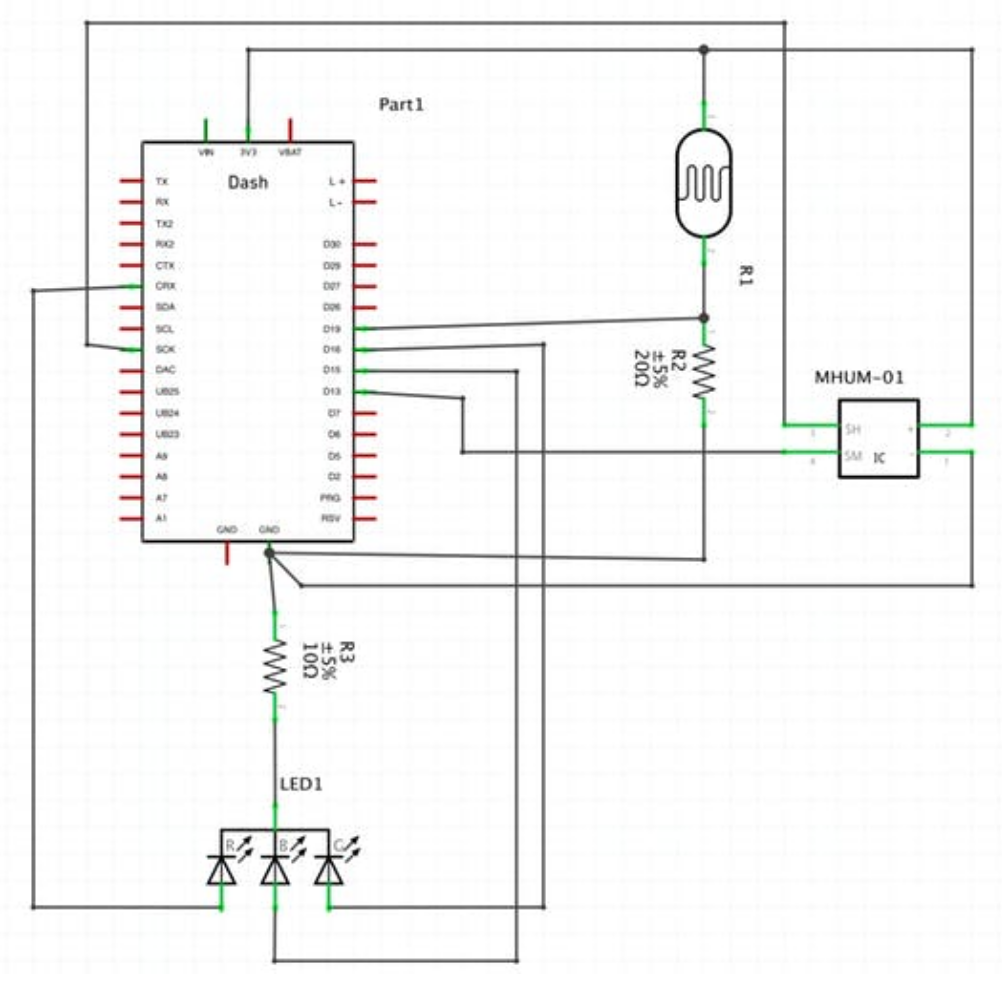 Part1
VIN 3V3 VBAT
Dash
TX L+
RX L-
TX2
RX2 D30
CTX D29
CRX D27
SDA D26
SCL D19
SCK D16
DAC D15
UB25 D13
UB24 D7
UB23 D6
A9 D5
A8 D2
A7 PRG
A1 RSV
GND GND
R1
R2
±5%
20Ω
MHUM-01
SH +
SM IC -
R3
±5%
10Ω
LED1
R B G